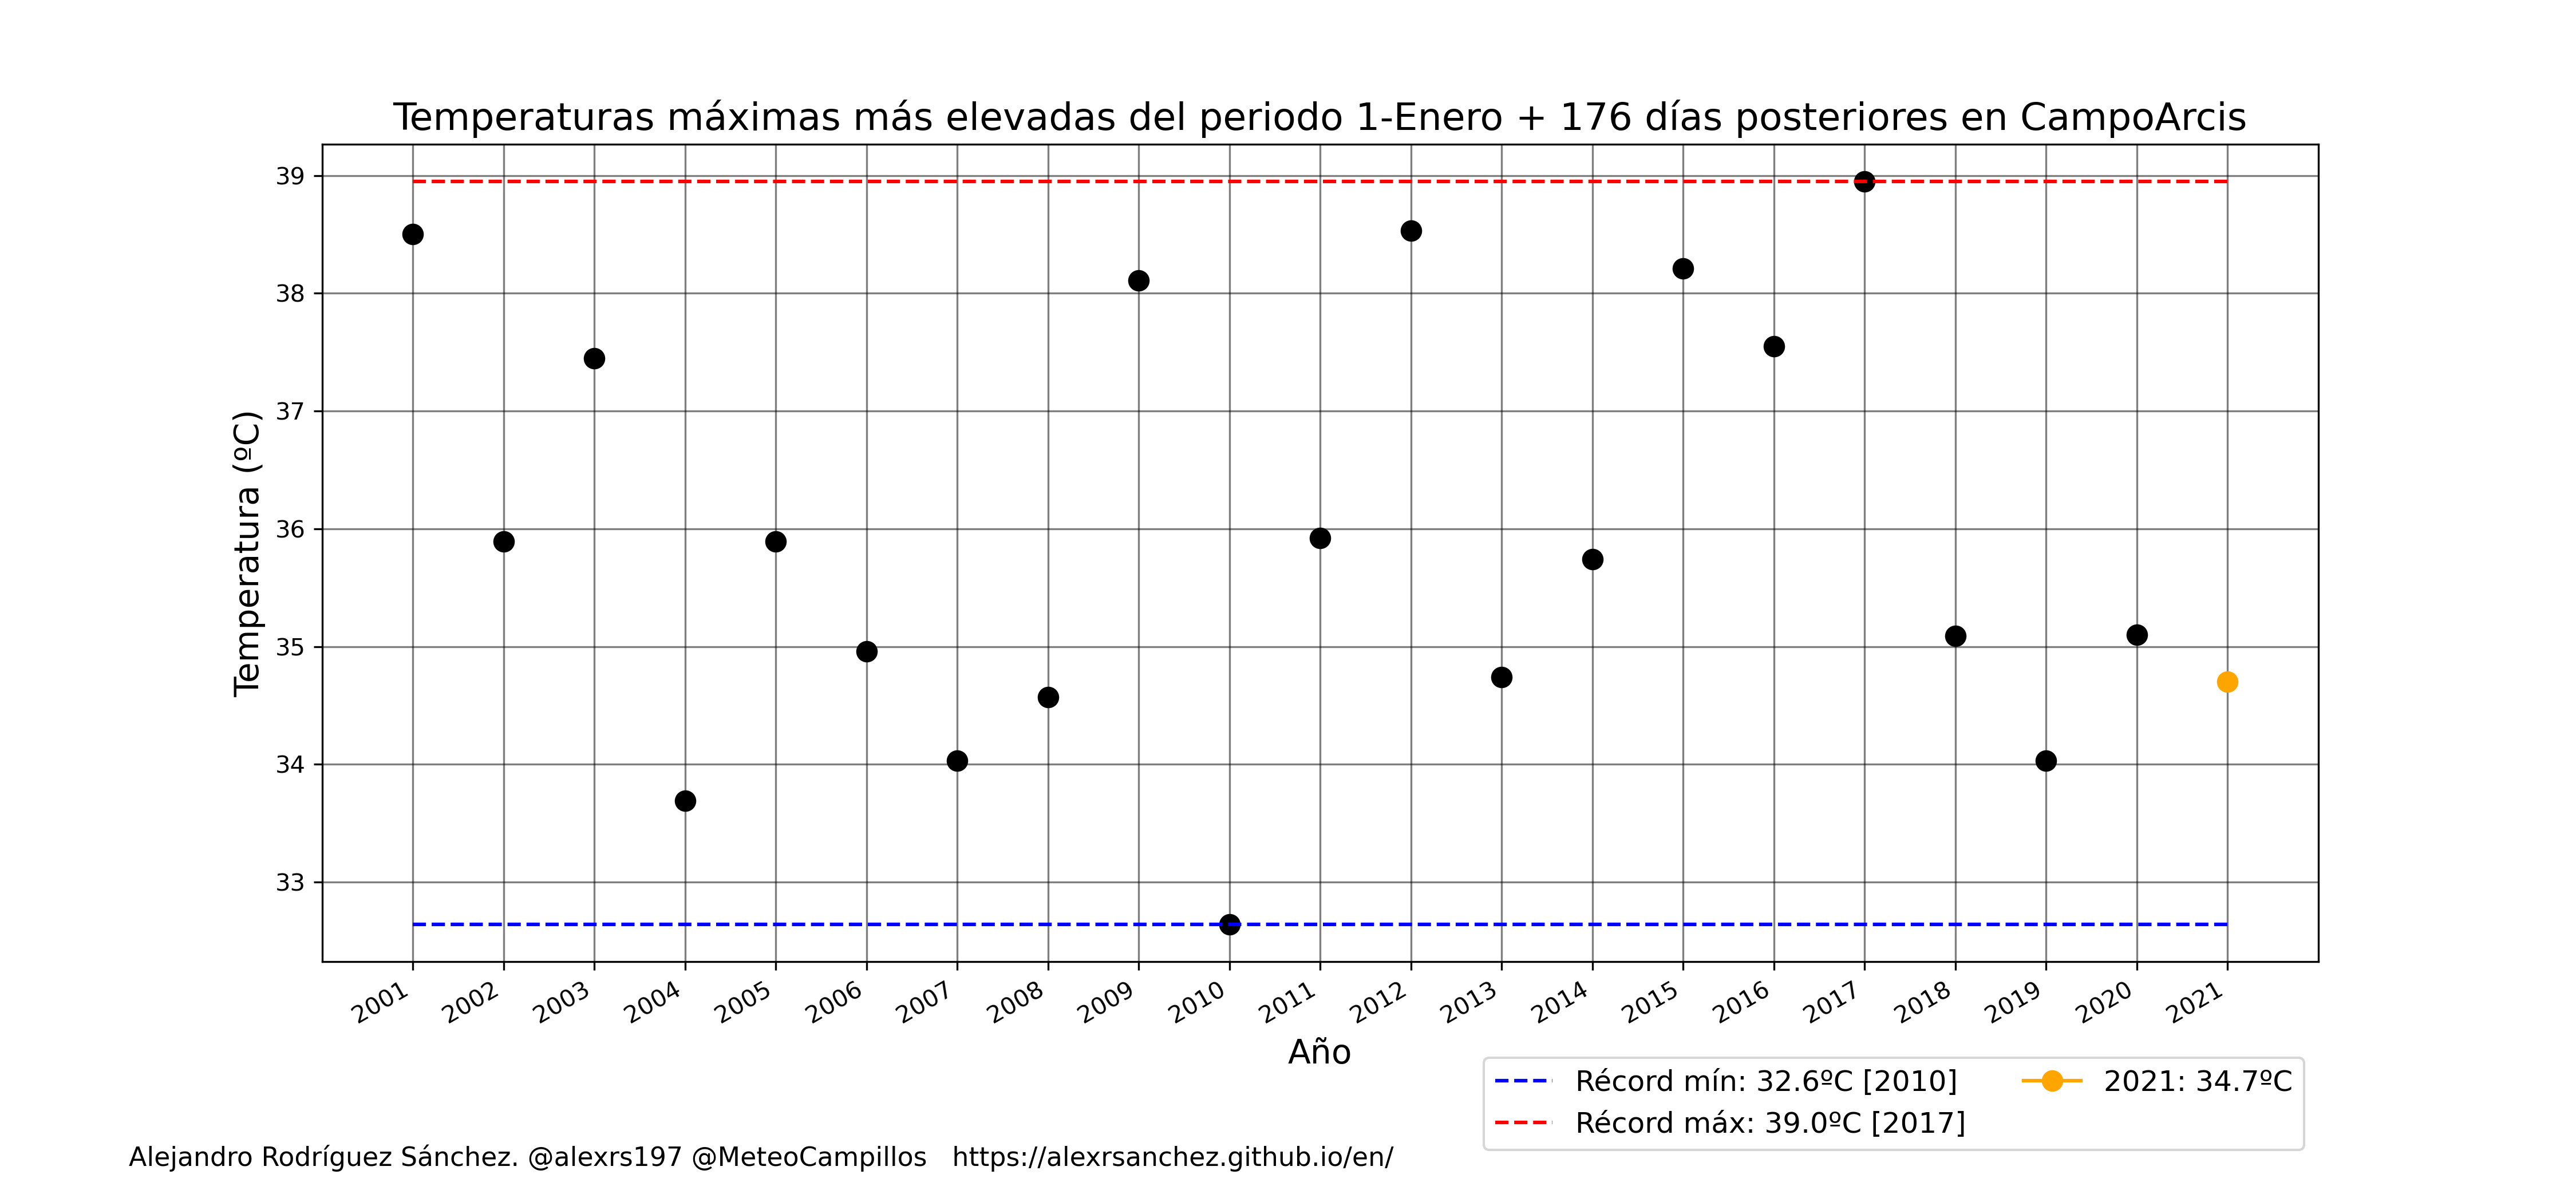 Temperaturas máximas más elevadas del periodo 1-Enero + 176 días posteriores en CampoArcis
Temperatura (ºC)
39
38
37
36
35
34
33
2001 2002 2003 2004 2005 2006 2007 2008 2009 2010 2011 2012 2013 2014 2015 2016 2017 2018 2019 2020 2021
Año
Récord mín: 32.6ºC [2010]
Récord máx: 39.0ºC [2017]
2021: 34.7ºC
Alejandro Rodríguez Sánchez. @alexrs197 @MeteoCampillos https://alexrsanchez.github.io/en/